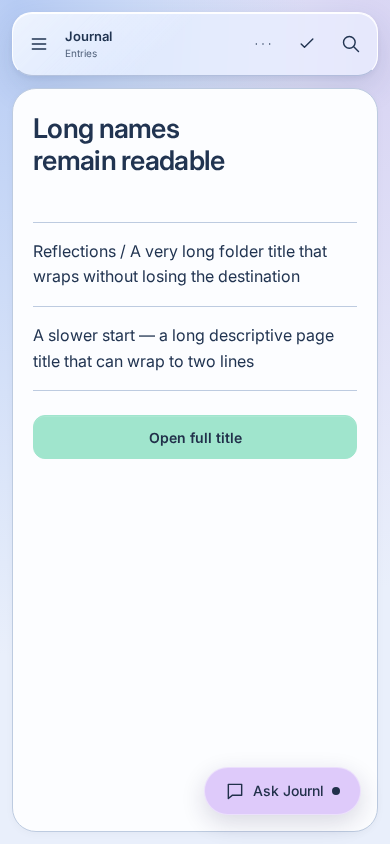 Journal
Entries
Long names
remain readable
Reflections / A very long folder title that
wraps without losing the destination
A slower start — a long descriptive page
title that can wrap to two lines
Open full title
Ask Journl